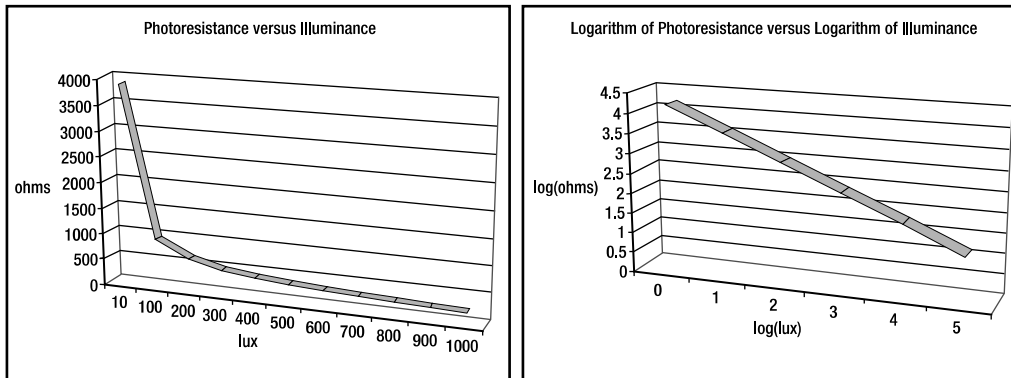 Photoresistance versus Illuminance
4000
3500
3000
2500
2000
1500
1000
500
0
ohms
10 100 200 300 400 500 600 700 800 900 1000
lux
Logarithm of Photoresistance versus Logarithm of Illuminance
4.5
4
3.5
3
2.5
2
1.5
1
0.5
0
log(ohms)
0 1 2 3 4 5
log(lux)